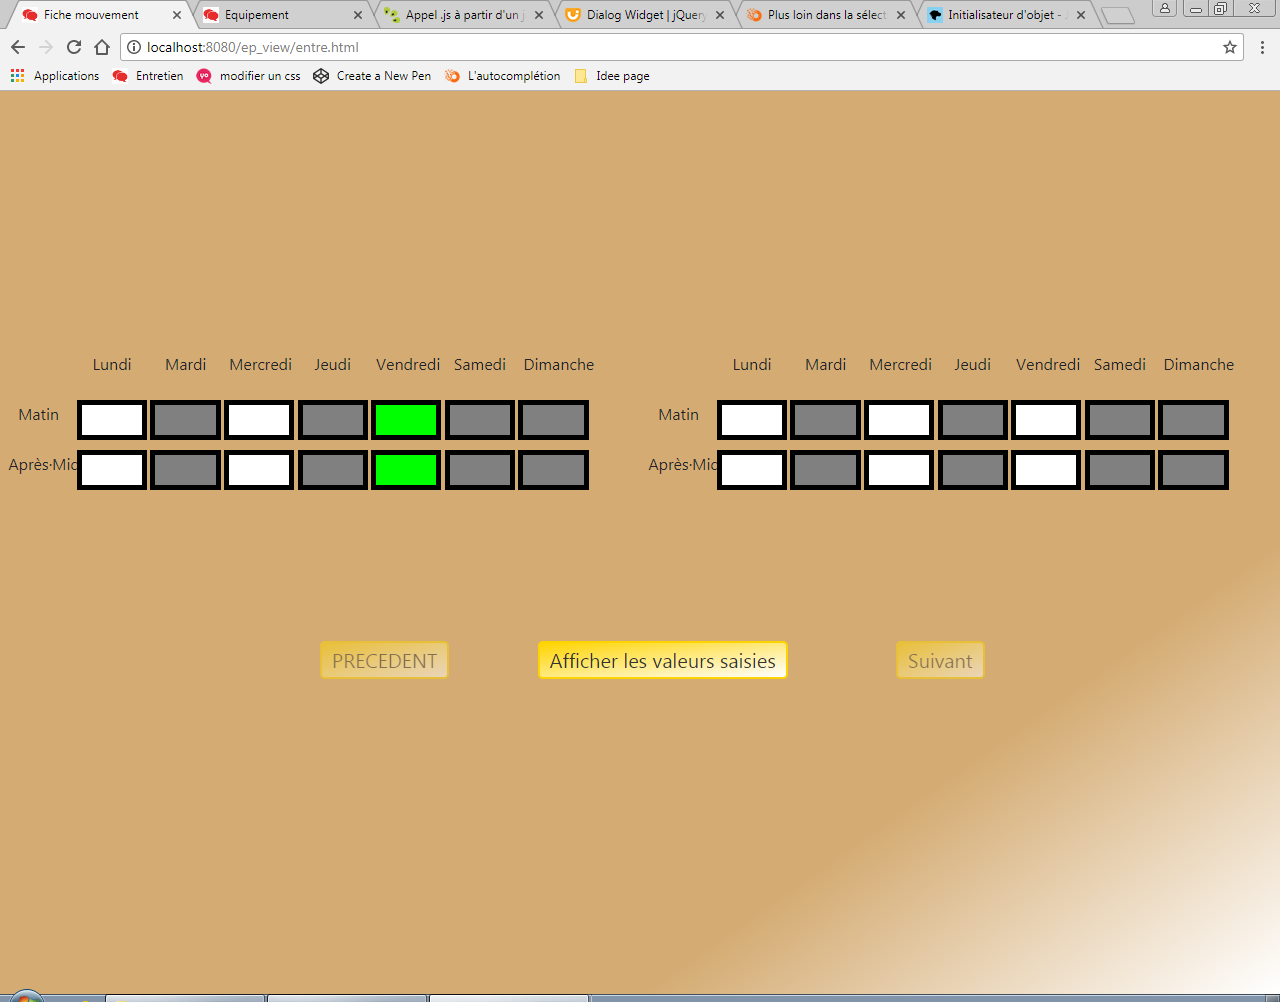 Fiche mouvement
Equipement
Appel .js à partir d'un j
Dialog Widget | jQuery
Plus loin dans la sélect
Initialisateur d'objet -
localhost:8080/ep_view/entre.html
Applications
Entretien
modifier un css
Create a New Pen
L'autocomplétion
Idee page
Lundi Mardi Mercredi Jeudi Vendredi Samedi Dimanche
Lundi Mardi Mercredi Jeudi Vendredi Samedi Dimanche
Matin
Matin
Après·Mid
Après·Mid
PRECEDENT
Afficher les valeurs saisies
Suivant